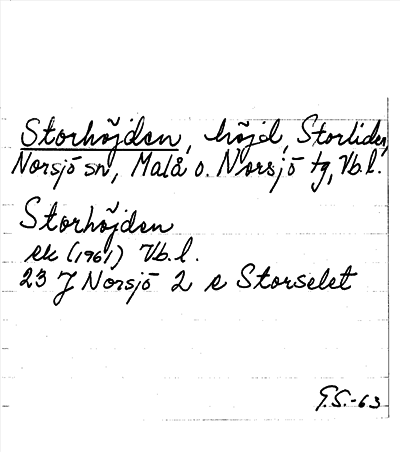 Storhöjden, höjd, Storliden,
Norsjö sn, Malå o. Norsjö tg, Vb.l.
Storhöjden
ek (1961) Vb.l.
23 J Norsjö 2 e Storselet
G.S.-63